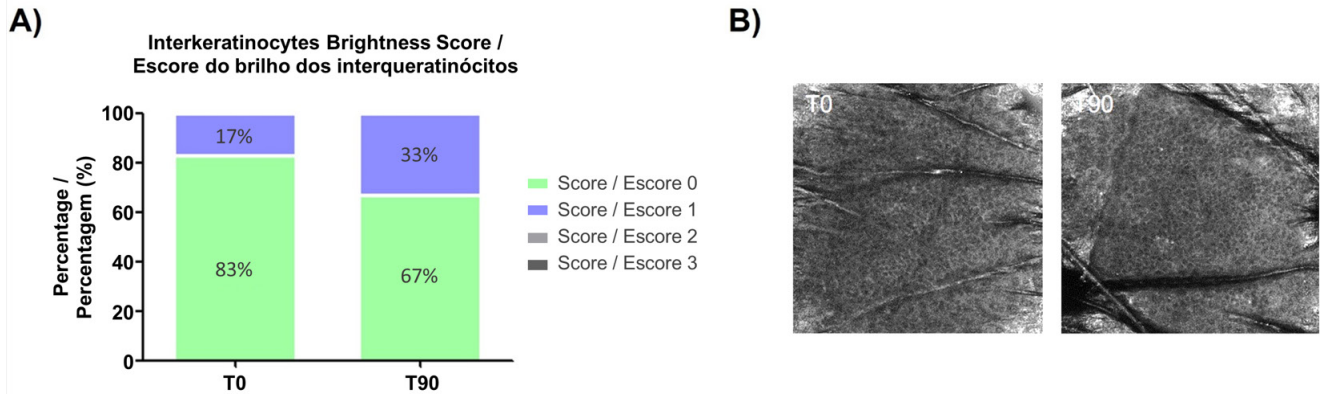 A)
Interkeratinocytes Brightness Score /
Escore do brilho dos interqueratinócitos
Percentage /
Percentagem (%)
100
80
60
40
20
0
17%
83%
33%
67%
T0
T90
Score / Escore 0
Score / Escore 1
Score / Escore 2
Score / Escore 3
B)
T0
T90